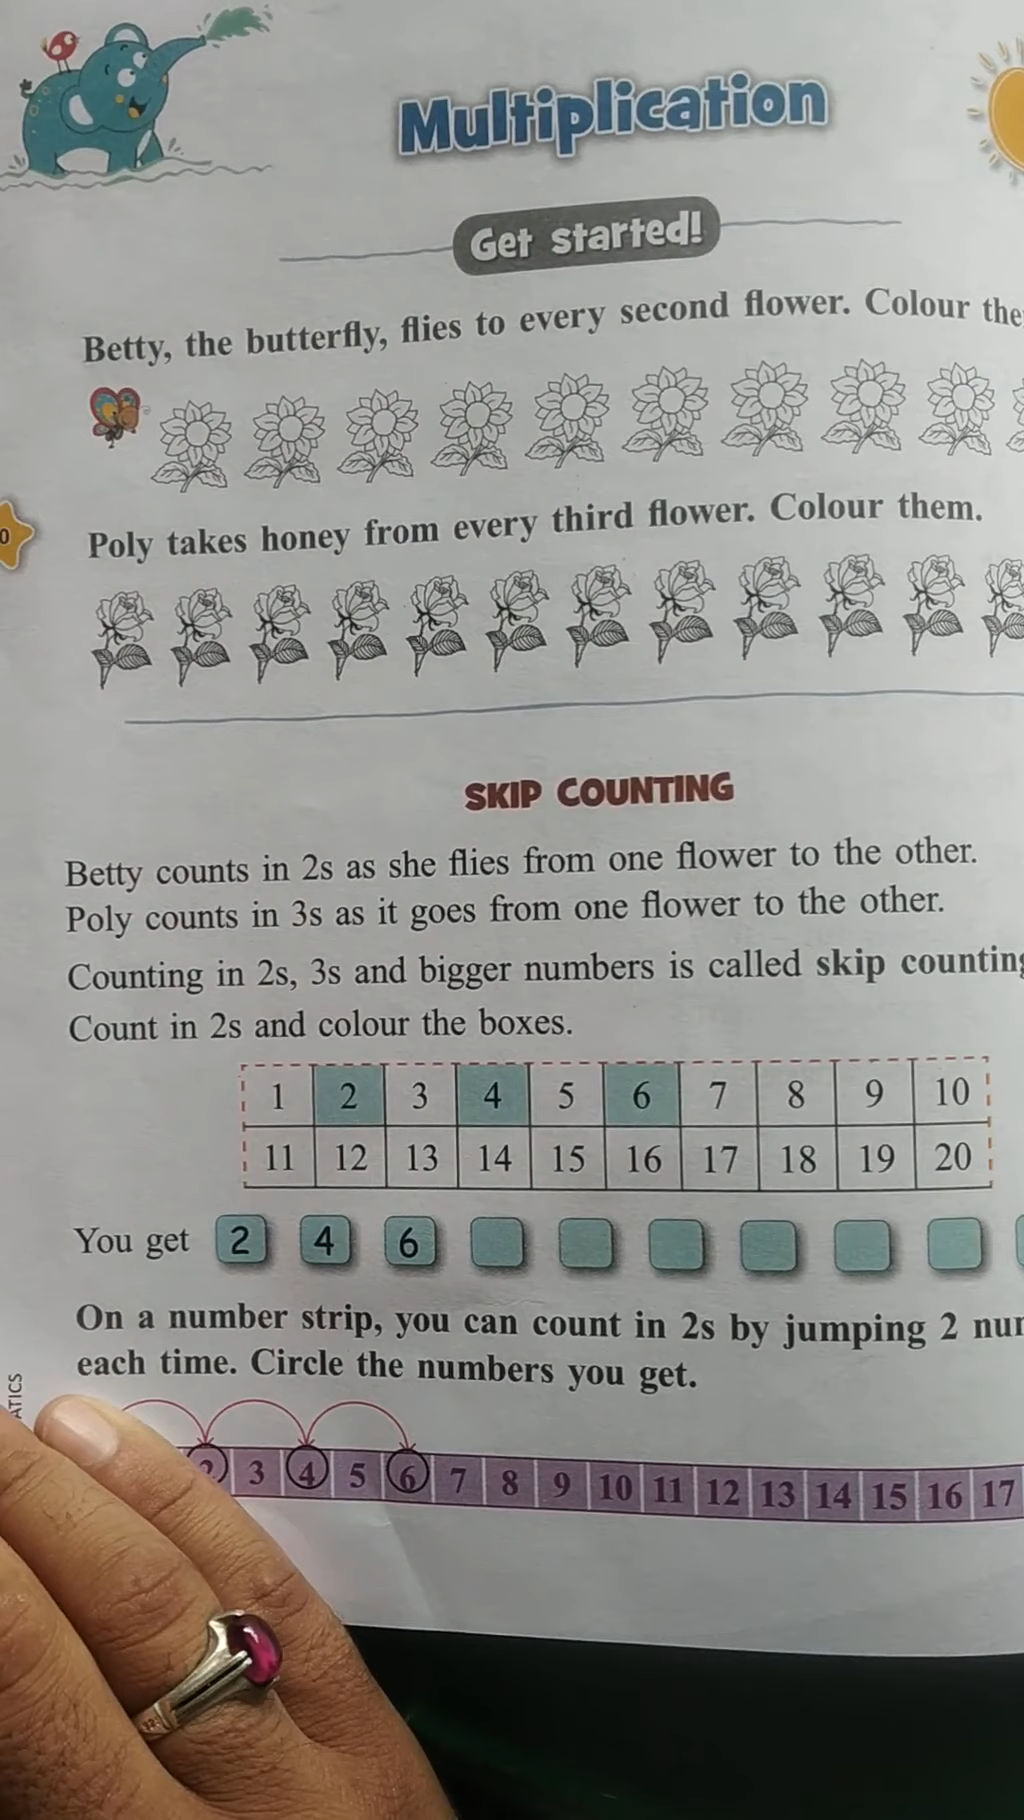 Multiplication
Get started!
Betty, the butterfly, flies to every second flower. Colour the
0
Poly takes honey from every third flower. Colour them.
SKIP COUNTING
Betty counts in 2s as she flies from one flower to the other.
Poly counts in 3s as it goes from one flower to the other.
Counting in 2s, 3s and bigger numbers is called skip counting
Count in 2s and colour the boxes.
1 2 3 4 5 6 7 8 9 10
11 12 13 14 15 16 17 18 19 20
You get 2 4 6
On a number strip, you can count in 2s by jumping 2
each time. Circle the numbers you get.
2 3 4 5 6 7 8 9 10 11 12 13 14 15 16 17